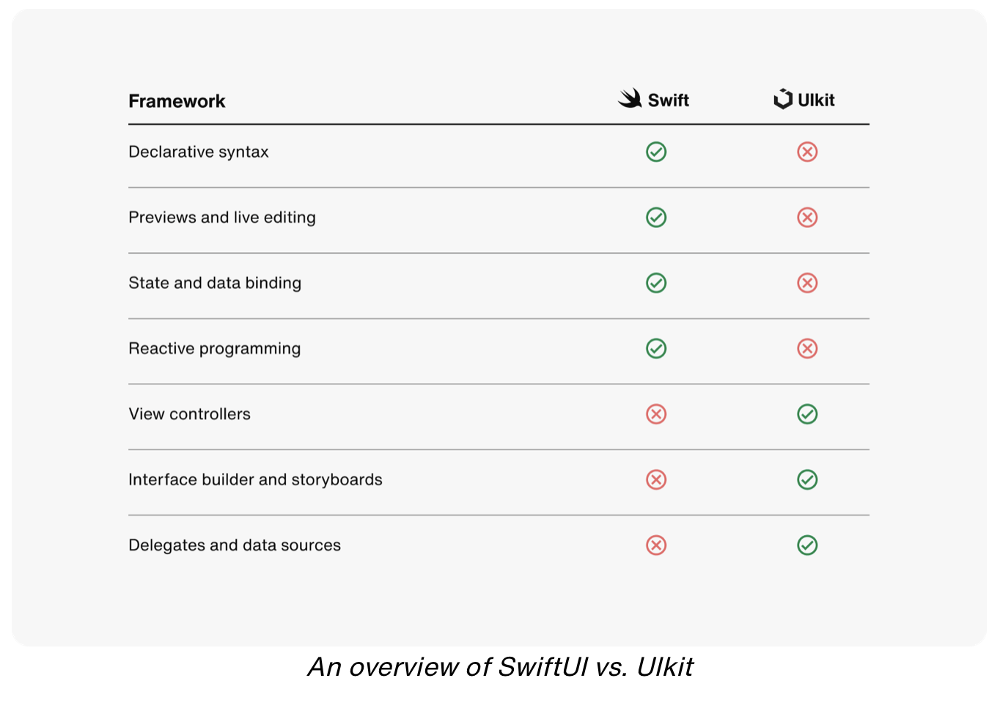 Framework Swift UIkit
Declarative syntax
Previews and live editing
State and data binding
Reactive programming
View controllers
Interface builder and storyboards
Delegates and data sources
An overview of SwiftUI vs. UIkit